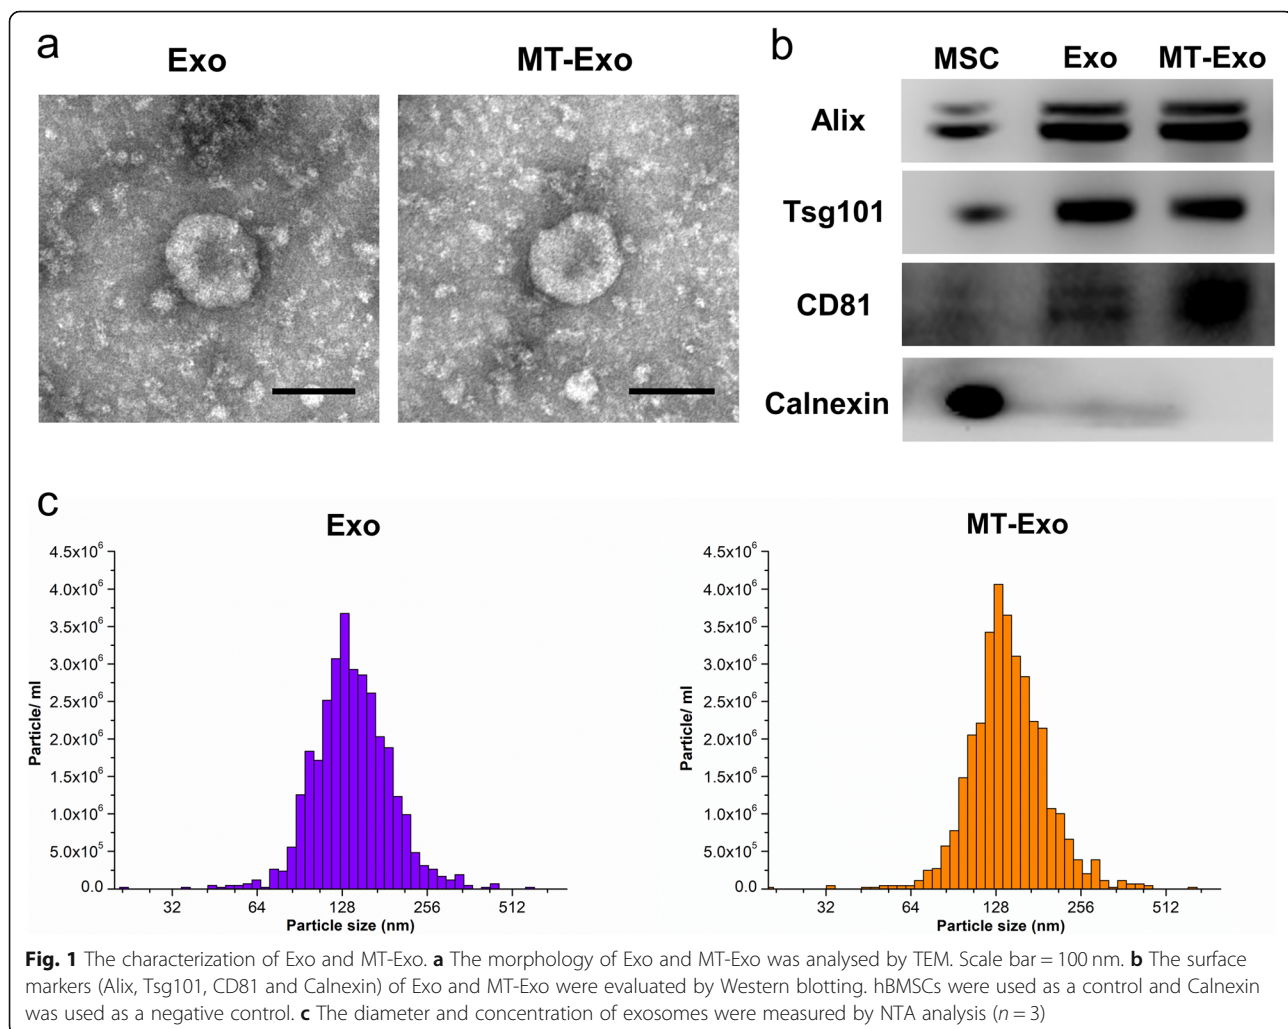 a
Exo
MT-Exo
b
MSC
Exo
MT-Exo
Alix
Tsg101
CD81
Calnexin
c
Exo
4.5x10⁶
4.0x10⁶
3.5x10⁶
3.0x10⁶
2.5x10⁶
2.0x10⁶
1.5x10⁶
1.0x10⁶
5.0x10⁵
0.0
Particle/ ml
32 64 128 256 512
Particle size (nm)
MT-Exo
4.5x10⁶
4.0x10⁶
3.5x10⁶
3.0x10⁶
2.5x10⁶
2.0x10⁶
1.5x10⁶
1.0x10⁶
5.0x10⁵
0.0
Particle/ ml
32 64 128 256 512
Particle size (nm)
Fig. 1 The characterization of Exo and MT-Exo. a The morphology of Exo and MT-Exo was analysed by TEM. Scale bar = 100 nm. b The surface
markers (Alix, Tsg101, CD81 and Calnexin) of Exo and MT-Exo were evaluated by Western blotting. hBMSCs were used as a control and Calnexin
was used as a negative control. c The diameter and concentration of exosomes were measured by NTA analysis (n = 3)